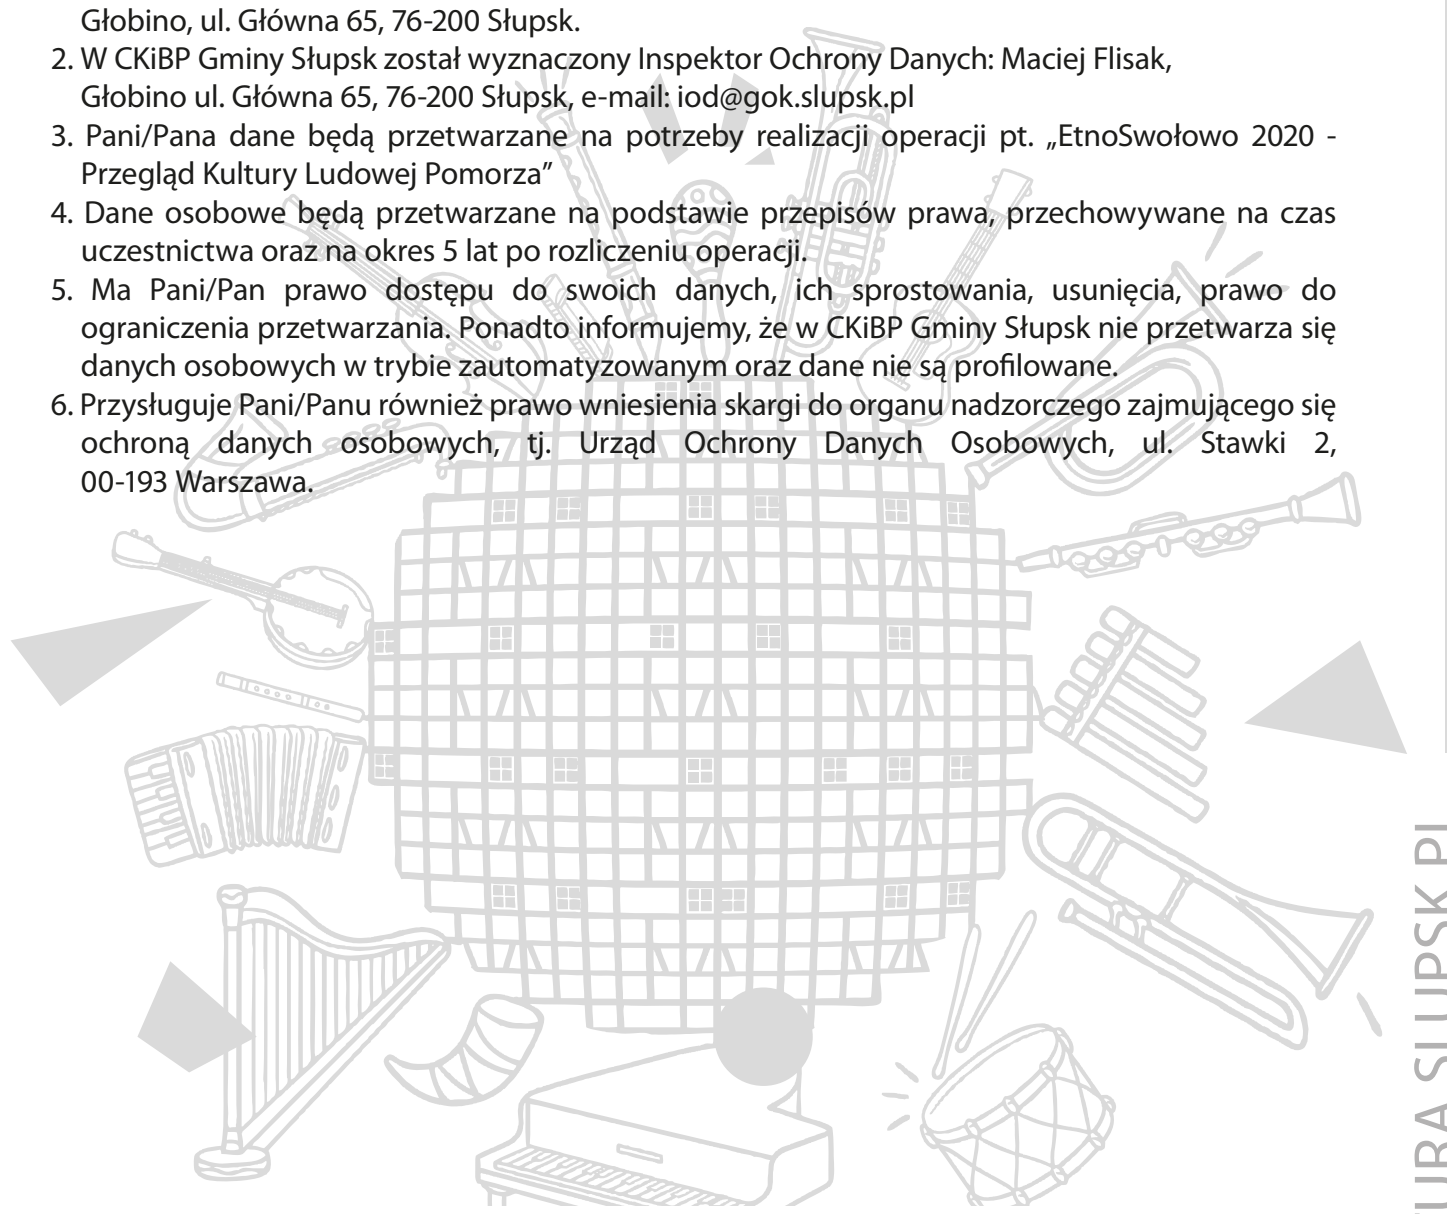 Głobino, ul. Główna 65, 76-200 Słupsk.
2. W CKiBP Gminy Słupsk został wyznaczony Inspektor Ochrony Danych: Maciej Flisak,
Głobino ul. Główna 65, 76-200 Słupsk, e-mail: iod@gok.slupsk.pl
3. Pani/Pana dane będą przetwarzane na potrzeby realizacji operacji pt. „EtnoSwołowo 2020 -
Przegląd Kultury Ludowej Pomorza”
4. Dane osobowe będą przetwarzane na podstawie przepisów prawa, przechowywane na czas
uczestnictwa oraz na okres 5 lat po rozliczeniu operacji.
5. Ma Pani/Pan prawo dostępu do swoich danych, ich sprostowania, usunięcia, prawo do
ograniczenia przetwarzania. Ponadto informujemy, że w CKiBP Gminy Słupsk nie przetwarza się
danych osobowych w trybie zautomatyzowanym oraz dane nie są profilowane.
6. Przysługuje Pani/Panu również prawo wniesienia skargi do organu nadzorczego zajmującego się
ochroną danych osobowych, tj. Urząd Ochrony Danych Osobowych, ul. Stawki 2,
00-193 Warszawa.